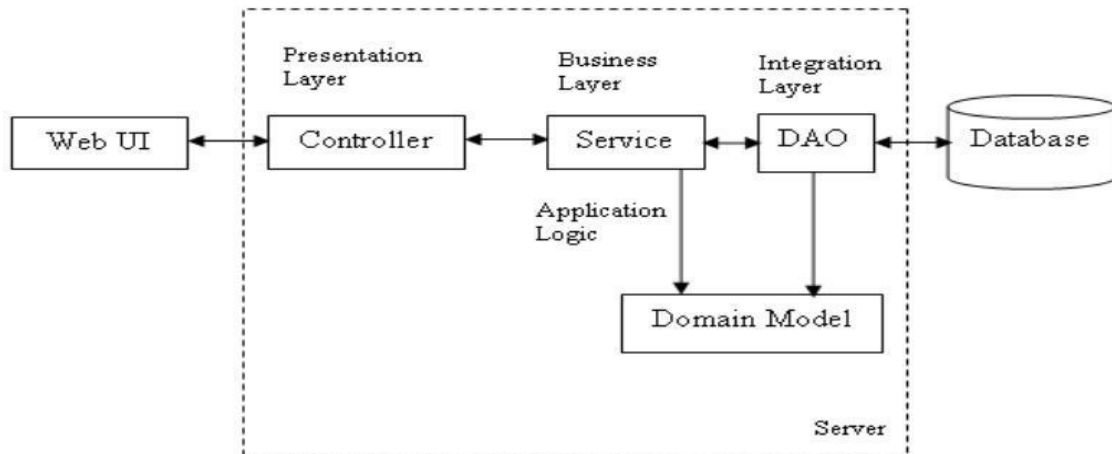 Presentation
Layer
Business
Layer
Integration
Layer
Web UI
Controller
Service
DAO
Database
Application
Logic
Domain Model
Server